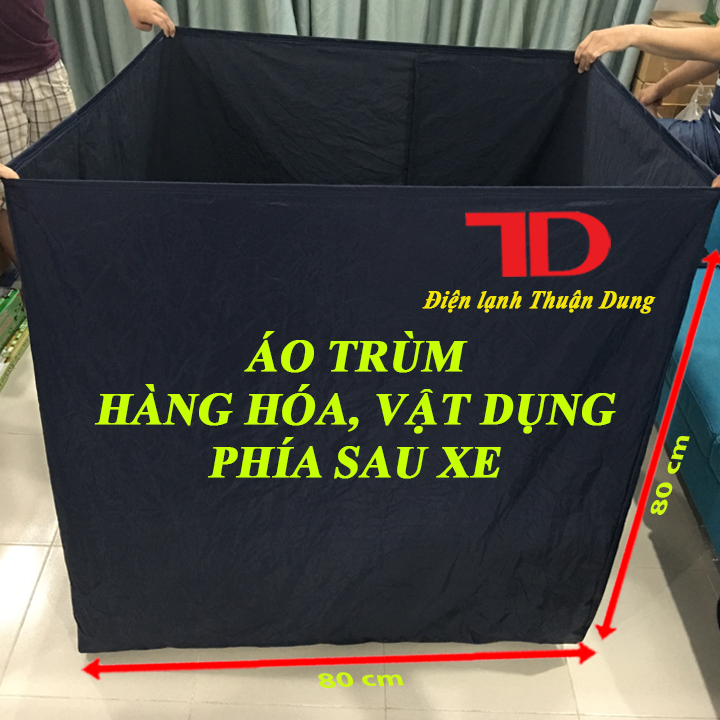 TD
Điện lạnh Thuận Dung
ÁO TRÙM
HÀNG HÓA, VẬT DỤNG
PHÍA SAU XE
80 cm
80 cm